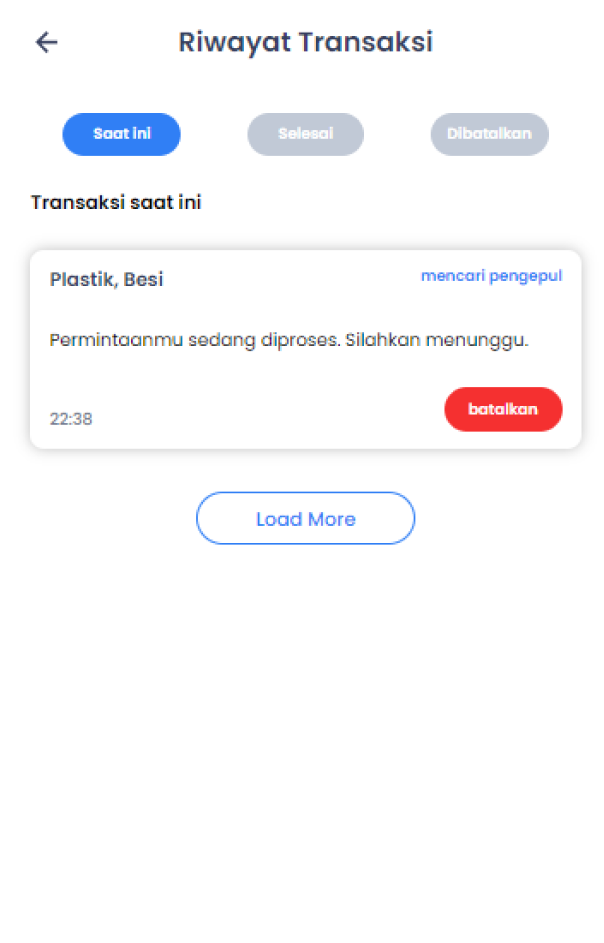 Riwayat Transaksi
Saat ini
Selesai
Dibatalkan
Transaksi saat ini
Plastik, Besi
mencari pengepul
Permintaanmu sedang diproses. Silahkan menunggu.
22:38
batalkan
Load More